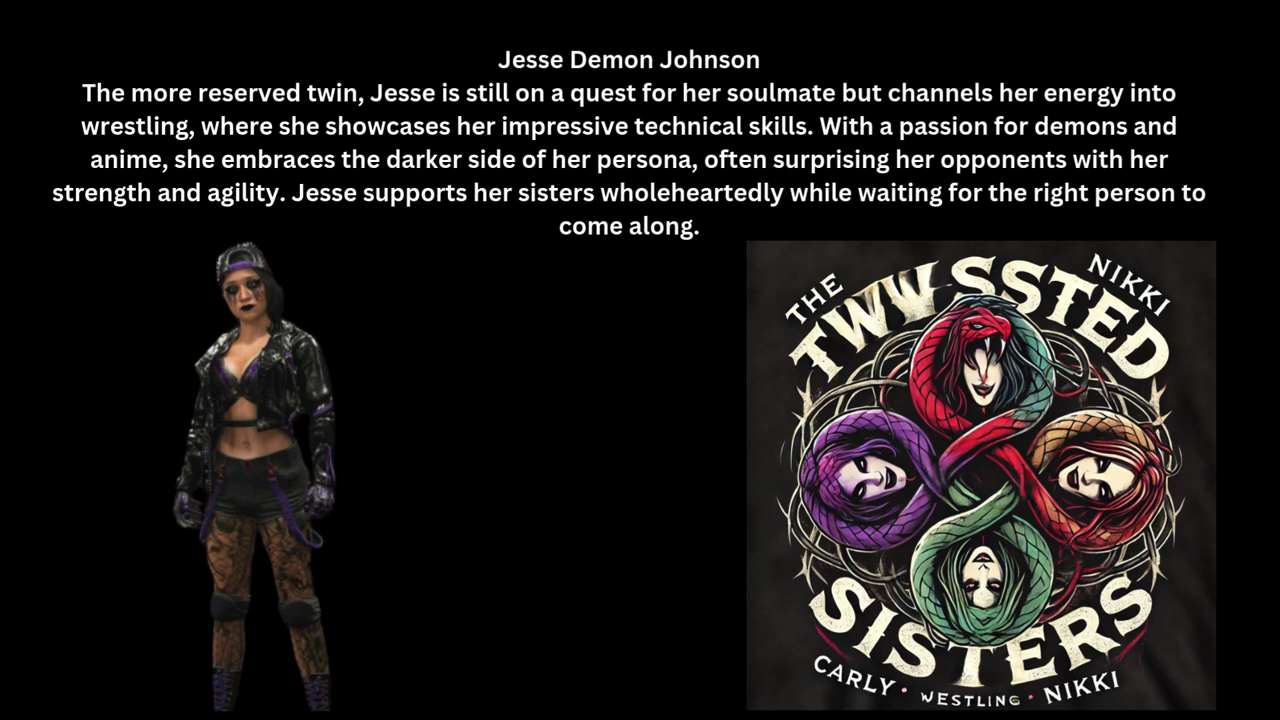 Jesse Demon Johnson
The more reserved twin, Jesse is still on a quest for her soulmate but channels her energy into
wrestling, where she showcases her impressive technical skills. With a passion for demons and
anime, she embraces the darker side of her persona, often surprising her opponents with her
strength and agility. Jesse supports her sisters wholeheartedly while waiting for the right person to
come along.
THE
NIKKI
TWW SSTED
SISTERS
CARLY · WESTLING · NIKKI